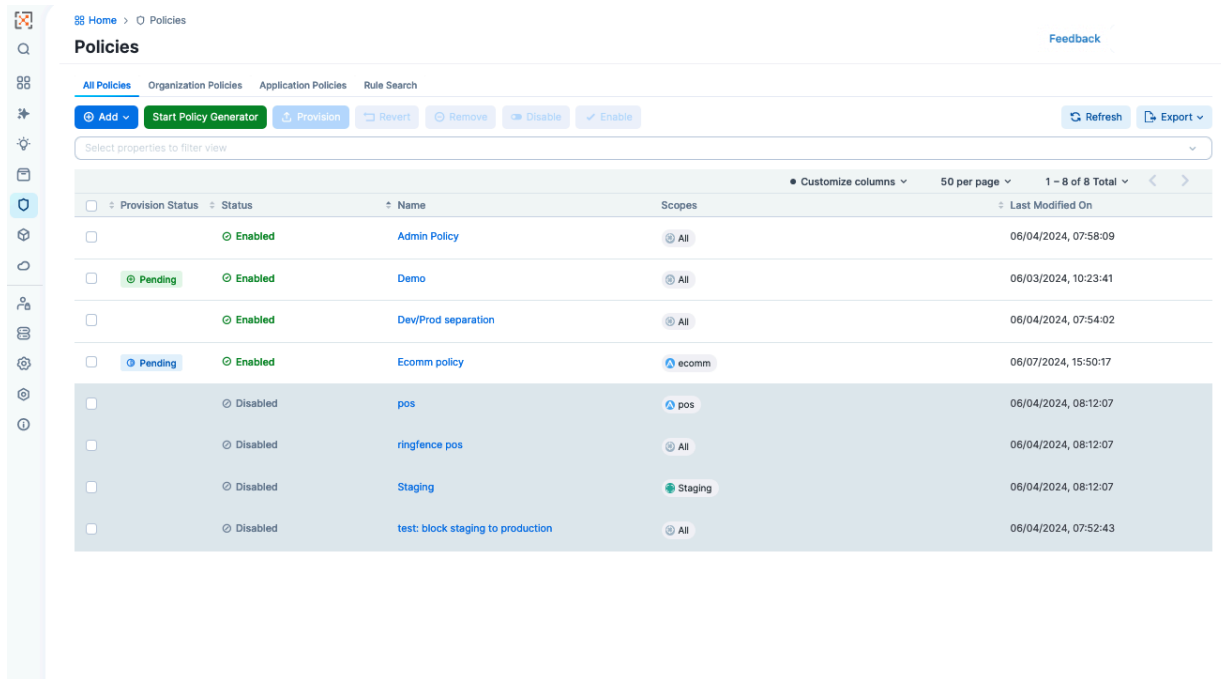 Home > Policies
Policies
Feedback
All Policies Organization Policies Application Policies Rule Search
Add Start Policy Generator Provision Revert Remove Disable Enable Refresh Export
Select properties to filter view
Customize columns 50 per page 1 – 8 of 8 Total
Provision Status Status Name Scopes Last Modified On
Enabled Admin Policy All 06/04/2024, 07:58:09
Pending Enabled Demo All 06/03/2024, 10:23:41
Enabled Dev/Prod separation All 06/04/2024, 07:54:02
Pending Enabled Ecomm policy ecomm 06/07/2024, 15:50:17
Disabled pos pos 06/04/2024, 08:12:07
Disabled ringfence pos All 06/04/2024, 08:12:07
Disabled Staging Staging 06/04/2024, 08:12:07
Disabled test: block staging to production All 06/04/2024, 07:52:43